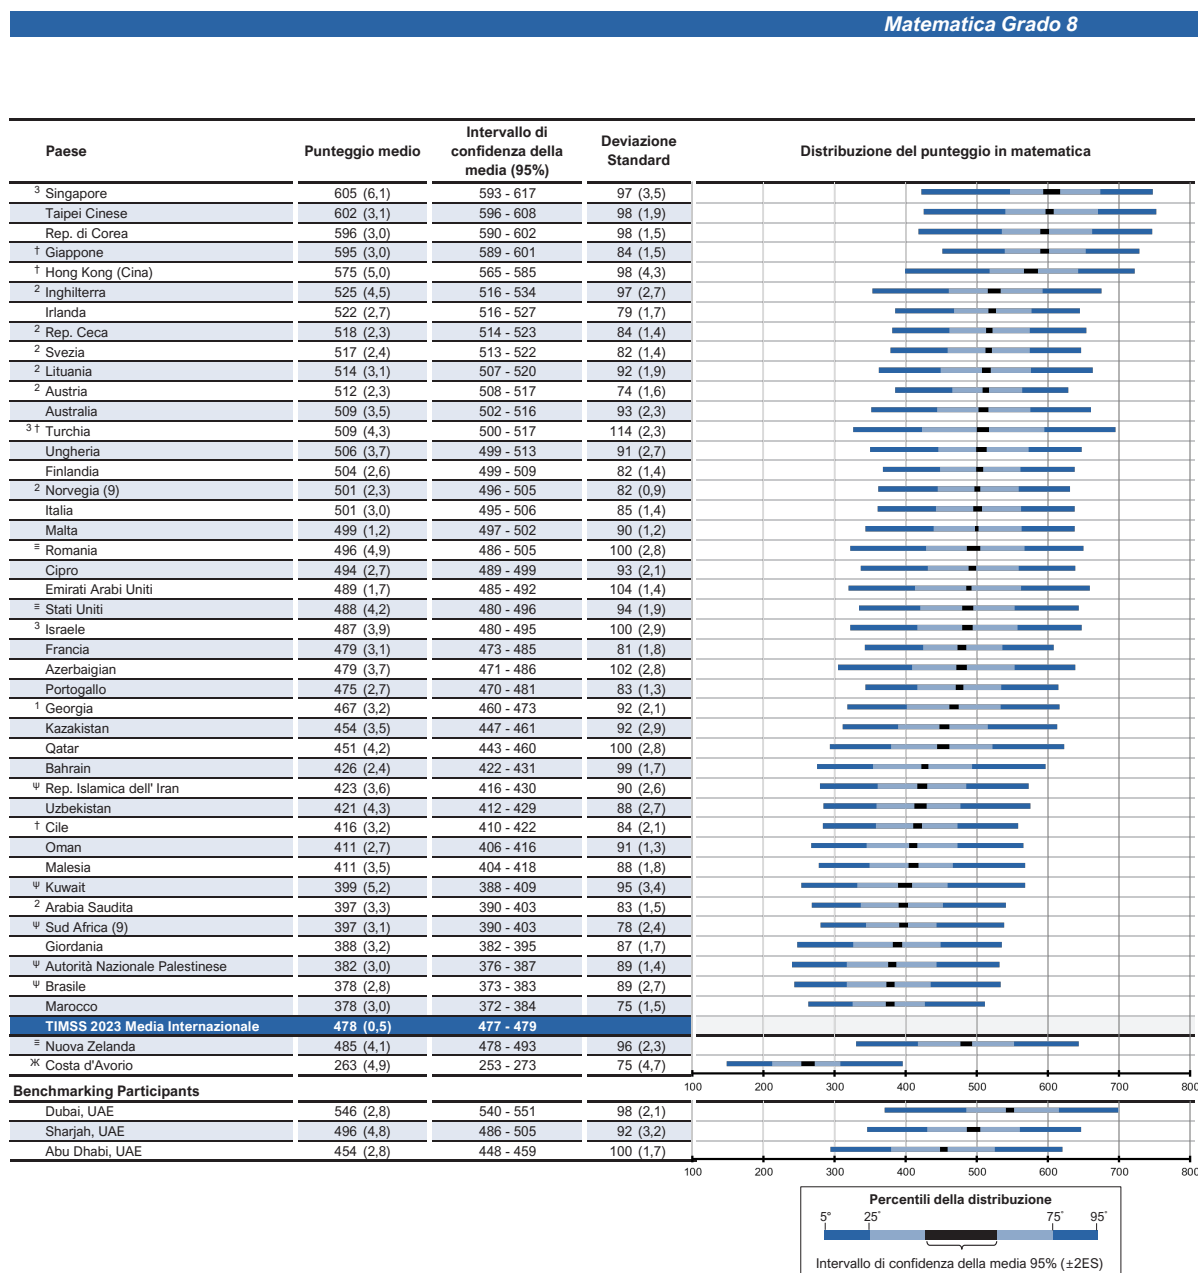 Matematica Grado 8
Paese Punteggio medio Intervallo di confidenza della media (95%) Deviazione Standard Distribuzione del punteggio in matematica
3 Singapore 605 (6,1) 593 - 617 97 (3,5)
Taipei Cinese 602 (3,1) 596 - 608 98 (1,9)
Rep. di Corea 596 (3,0) 590 - 602 98 (1,5)
† Giappone 595 (3,0) 589 - 601 84 (1,5)
† Hong Kong (Cina) 575 (5,0) 565 - 585 98 (4,3)
2 Inghilterra 525 (4,5) 516 - 534 97 (2,7)
Irlanda 522 (2,7) 516 - 527 79 (1,7)
2 Rep. Ceca 518 (2,3) 514 - 523 84 (1,4)
2 Svezia 517 (2,4) 513 - 522 82 (1,4)
2 Lituania 514 (3,1) 507 - 520 92 (1,9)
2 Austria 512 (2,3) 508 - 517 74 (1,6)
Australia 509 (3,5) 502 - 516 93 (2,3)
3 † Turchia 509 (4,3) 500 - 517 114 (2,3)
Ungheria 506 (3,7) 499 - 513 91 (2,7)
Finlandia 504 (2,6) 499 - 509 82 (1,4)
2 Norvegia (9) 501 (2,3) 496 - 505 82 (0,9)
Italia 501 (3,0) 495 - 506 85 (1,4)
Malta 499 (1,2) 497 - 502 90 (1,2)
≡ Romania 496 (4,9) 486 - 505 100 (2,8)
Cipro 494 (2,7) 489 - 499 93 (2,1)
Emirati Arabi Uniti 489 (1,7) 485 - 492 104 (1,4)
≡ Stati Uniti 488 (4,2) 480 - 496 94 (1,9)
3 Israele 487 (3,9) 480 - 495 100 (2,9)
Francia 479 (3,1) 473 - 485 81 (1,8)
Azerbaigian 479 (3,7) 471 - 486 102 (2,8)
Portogallo 475 (2,7) 470 - 481 83 (1,3)
1 Georgia 467 (3,2) 460 - 473 92 (2,1)
Kazakistan 454 (3,5) 447 - 461 92 (2,9)
Qatar 451 (4,2) 443 - 460 100 (2,8)
Bahrain 426 (2,4) 422 - 431 99 (1,7)
ψ Rep. Islamica dell' Iran 423 (3,6) 416 - 430 90 (2,6)
Uzbekistan 421 (4,3) 412 - 429 88 (2,7)
† Cile 416 (3,2) 410 - 422 84 (2,1)
Oman 411 (2,7) 406 - 416 91 (1,3)
Malesia 411 (3,5) 404 - 418 88 (1,8)
ψ Kuwait 399 (5,2) 388 - 409 95 (3,4)
2 Arabia Saudita 397 (3,3) 390 - 403 83 (1,5)
ψ Sud Africa (9) 397 (3,1) 390 - 403 78 (2,4)
Giordania 388 (3,2) 382 - 395 87 (1,7)
ψ Autorità Nazionale Palestinese 382 (3,0) 376 - 387 89 (1,4)
ψ Brasile 378 (2,8) 373 - 383 89 (2,7)
Marocco 378 (3,0) 372 - 384 75 (1,5)
TIMSS 2023 Media Internazionale 478 (0,5) 477 - 479
≡ Nuova Zelanda 485 (4,1) 478 - 493 96 (2,3)
Ж Costa d'Avorio 263 (4,9) 253 - 273 75 (4,7)
100 200 300 400 500 600 700 800
Benchmarking Participants
Dubai, UAE 546 (2,8) 540 - 551 98 (2,1)
Sharjah, UAE 496 (4,8) 486 - 505 92 (3,2)
Abu Dhabi, UAE 454 (2,8) 448 - 459 100 (1,7)
100 200 300 400 500 600 700 800
Percentili della distribuzione
5° 25° 75° 95°
Intervallo di confidenza della media 95% (±2ES)